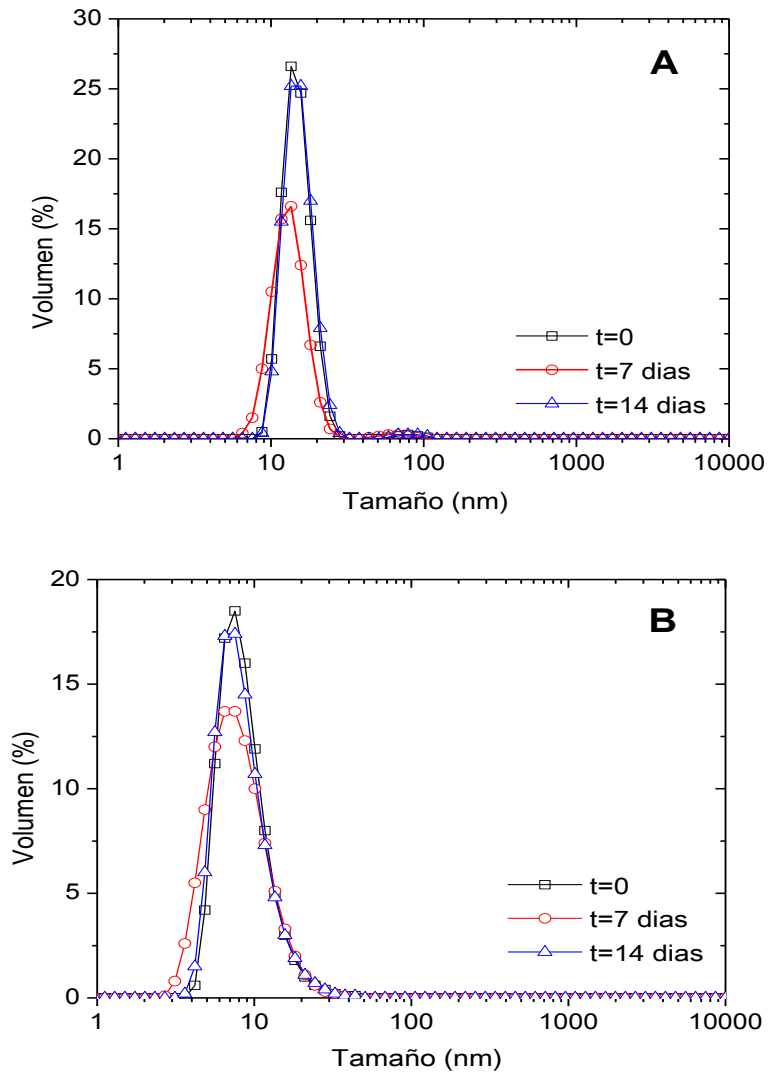 30
A
25
20
Volumen (%)
15
10
t=0
t=7 dias
5
t=14 dias
0
1 10 100 1000 10000
Tamaño (nm)
20
B
15
Volumen (%)
10
t=0
5
t=7 dias
t=14 dias
0
1 10 100 1000 10000
Tamaño (nm)